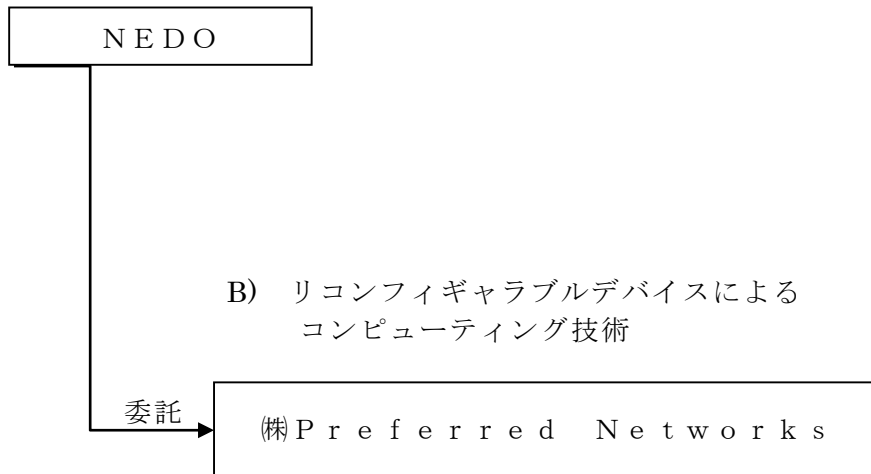 ＮＥＤＯ
B)　リコンフィギャラブルデバイスによる
コンピューティング技術
委託
㈱Ｐｒｅｆｅｒｒｅｄ　Ｎｅｔｗｏｒｋｓ